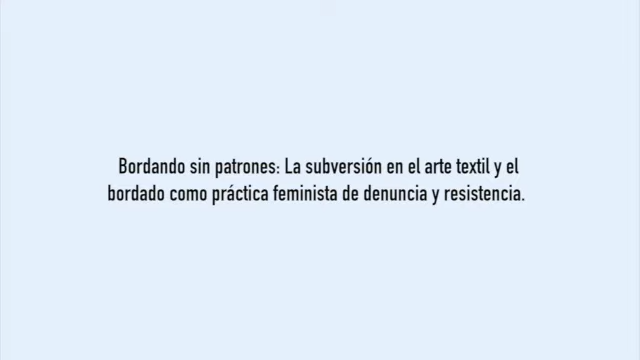 Bordando sin patrones: La subversión en el arte textil y el
bordado como práctica feminista de denuncia y resistencia.